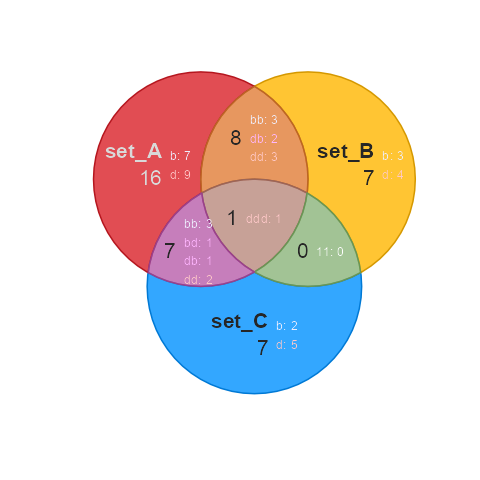 bb: 3
8 db: 2
dd: 3
set_A b: 7
16 d: 9
set_B b: 3
7 d: 4
1 ddd: 1
bb: 3
7 bd: 1
db: 1
dd: 2
0 11: 0
set_C b: 2
7 d: 5